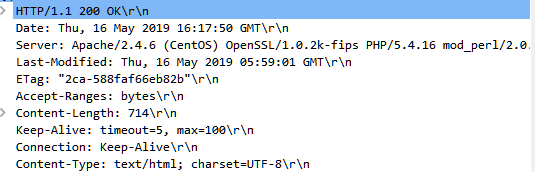 HTTP/1.1 200 OK\r\n
Date: Thu, 16 May 2019 16:17:50 GMT\r\n
Server: Apache/2.4.6 (CentOS) OpenSSL/1.0.2k-fips PHP/5.4.16 mod_perl/2.0.
Last-Modified: Thu, 16 May 2019 05:59:01 GMT\r\n
ETag: "2ca-588faf66eb82b"\r\n
Accept-Ranges: bytes\r\n
Content-Length: 714\r\n
Keep-Alive: timeout=5, max=100\r\n
Connection: Keep-Alive\r\n
Content-Type: text/html; charset=UTF-8\r\n